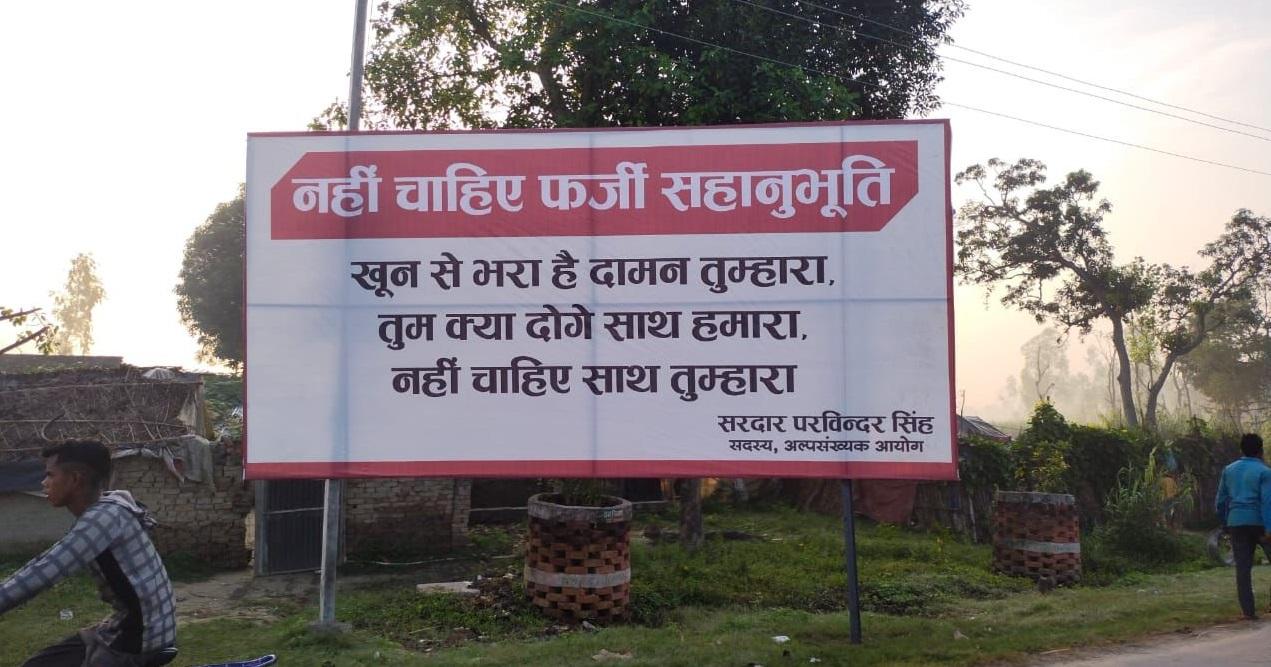 नहीं चाहिए फर्जी सहानुभूति
खून से भरा है दामन तुम्हारा,
तुम क्या दोगे साथ हमारा,
नहीं चाहिए साथ तुम्हारा
सरदार परविन्दर सिंह
सदस्य, अल्पसंख्यक आयोग